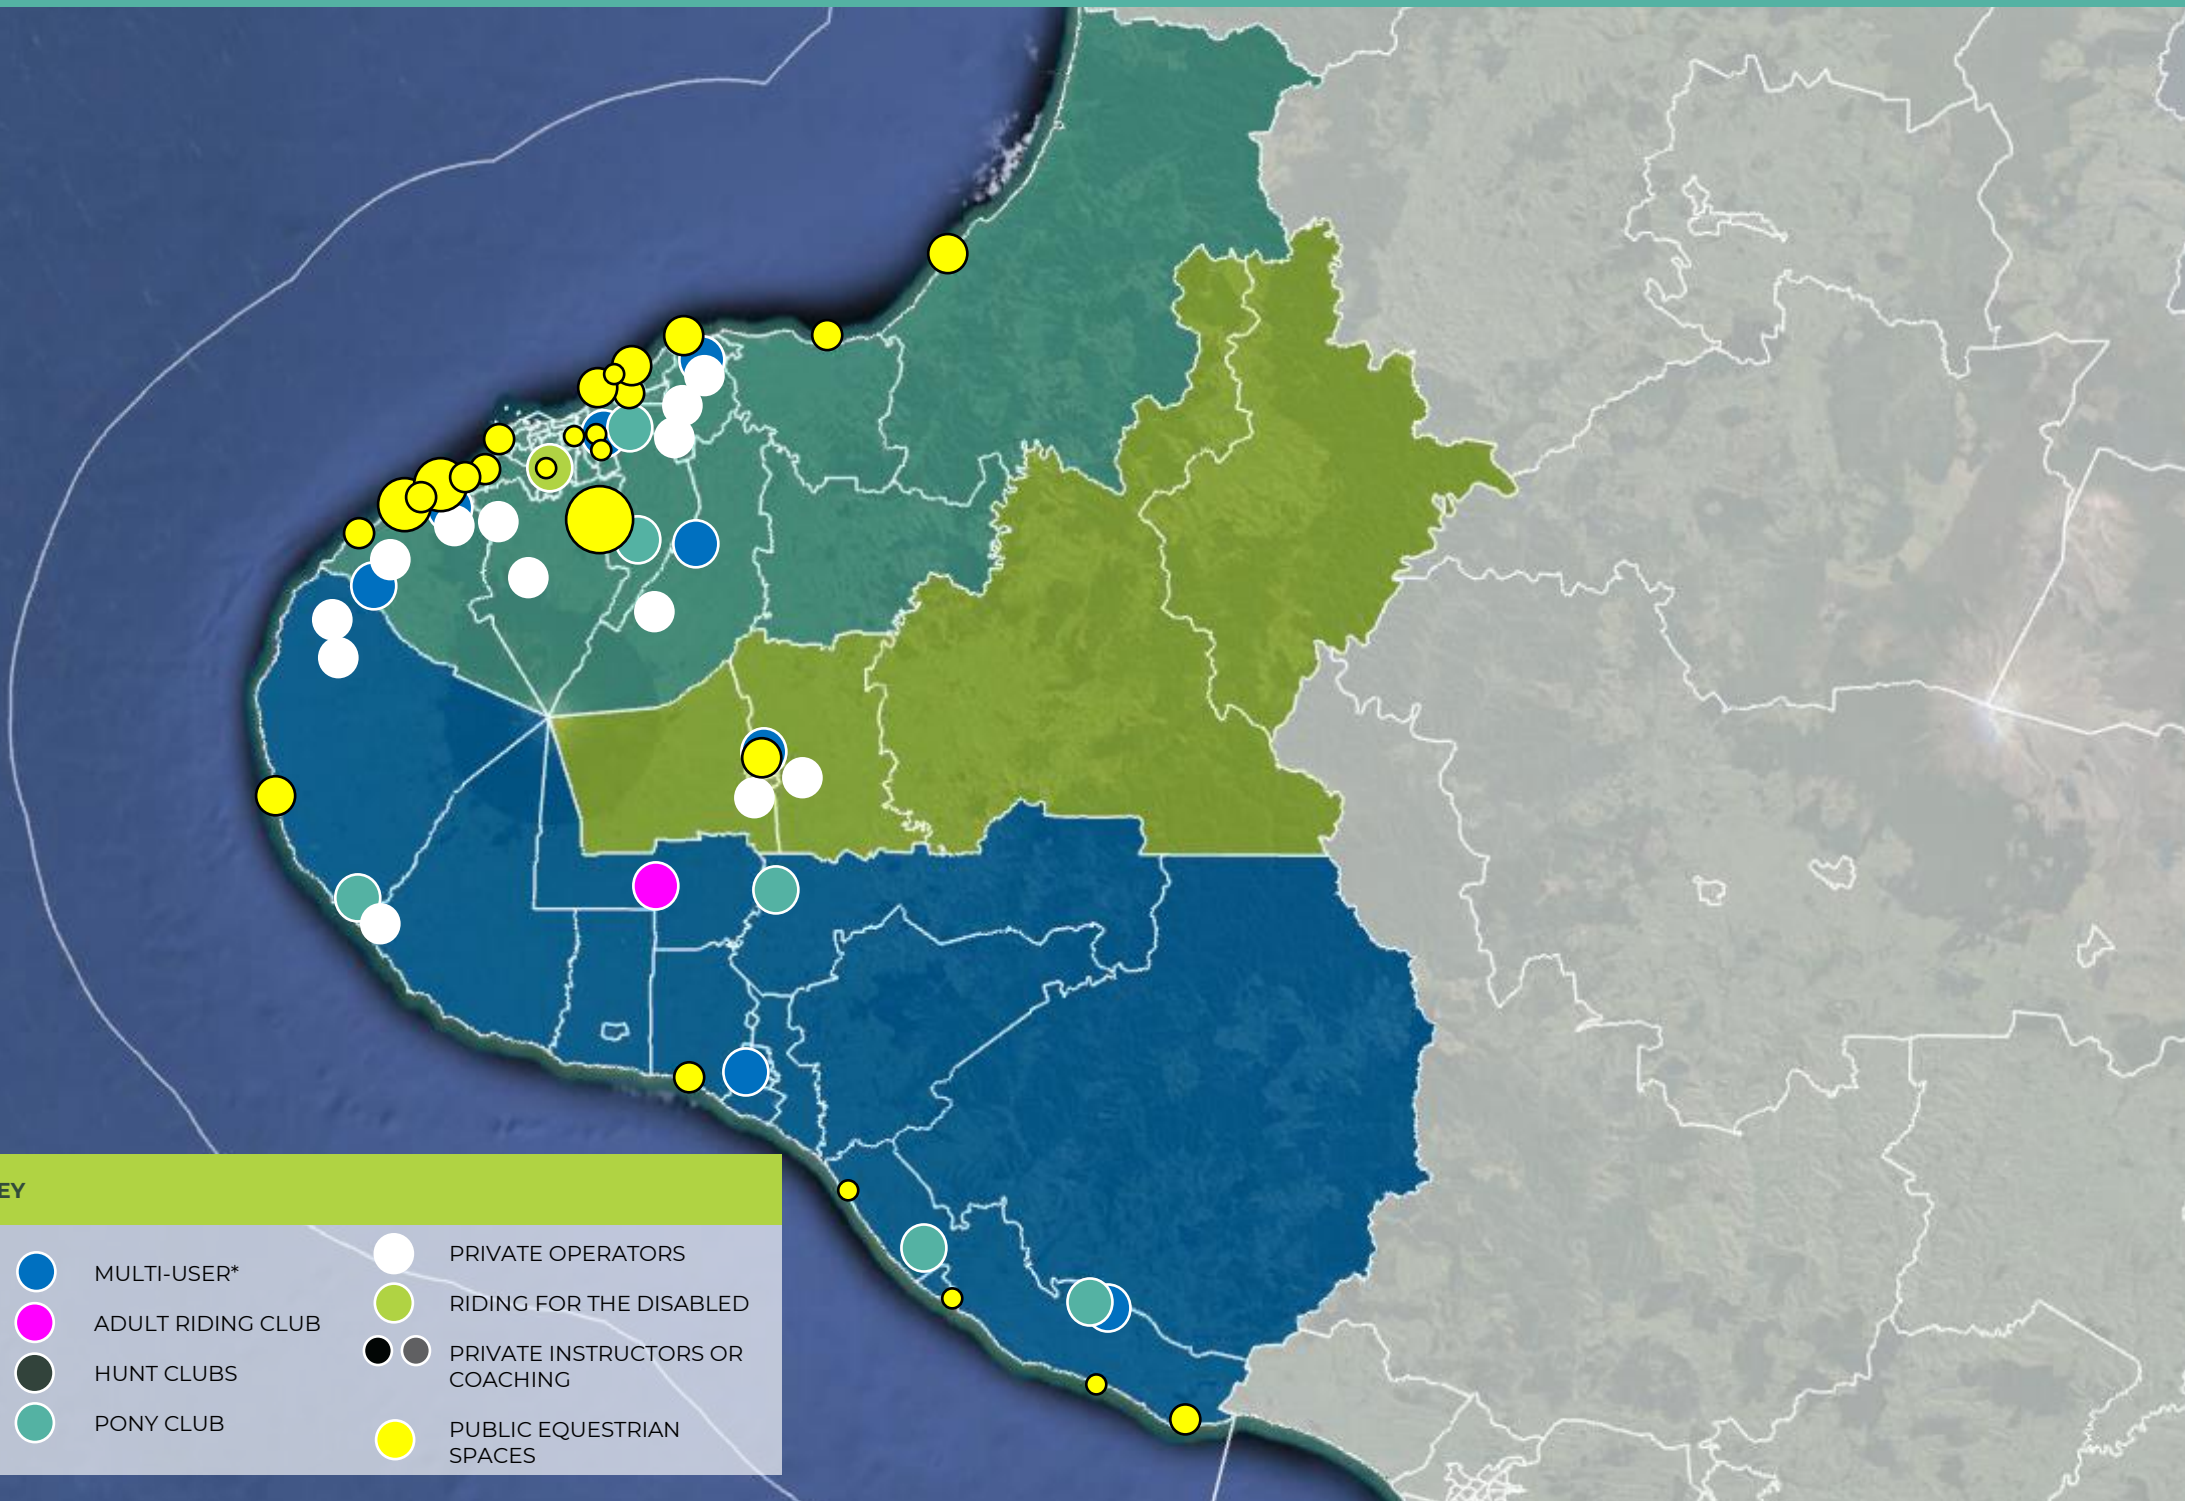 EY
MULTI-USER*
ADULT RIDING CLUB
HUNT CLUBS
PONY CLUB
PRIVATE OPERATORS
RIDING FOR THE DISABLED
PRIVATE INSTRUCTORS OR
COACHING
PUBLIC EQUESTRIAN
SPACES